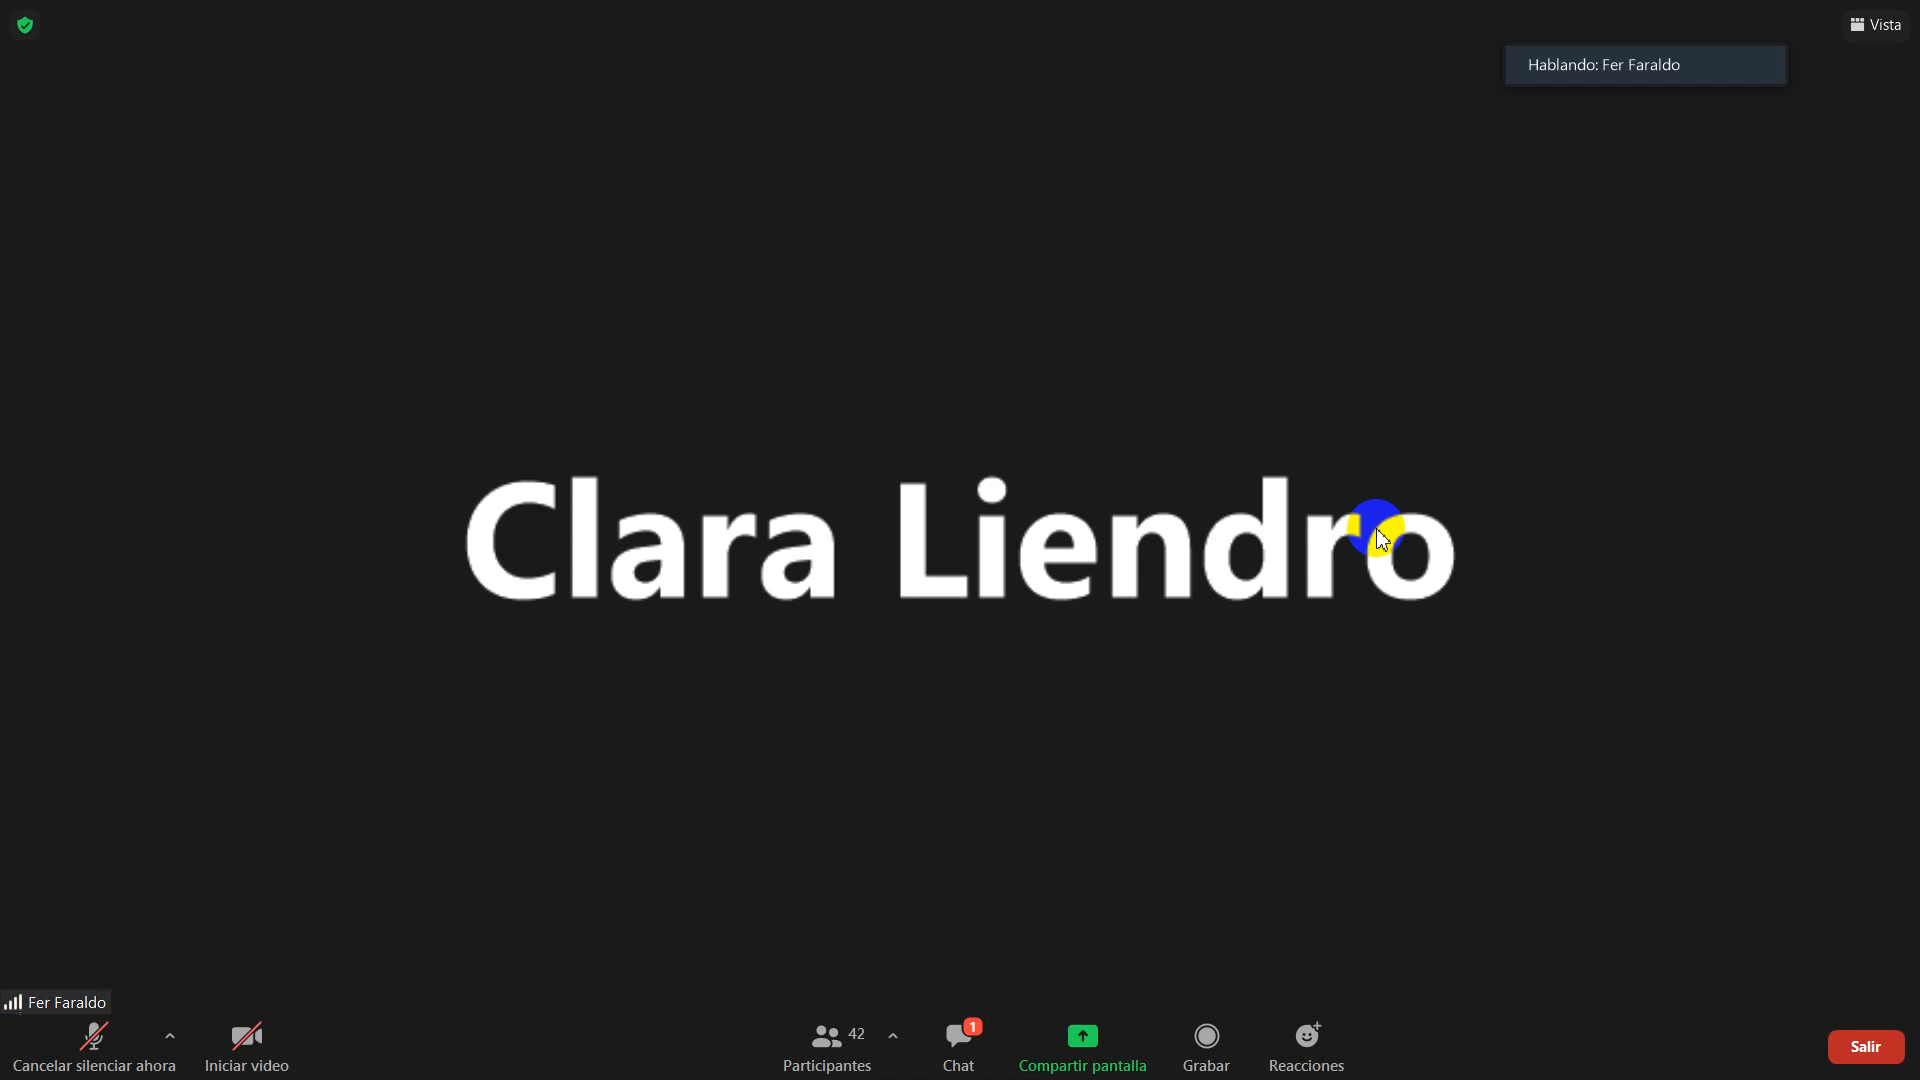 Vista
Hablando: Fer Faraldo
Clara Liendro
Fer Faraldo
42
1
Cancelar silenciar ahora
Iniciar video
Participantes
Chat
Compartir pantalla
Grabar
Reacciones
Salir